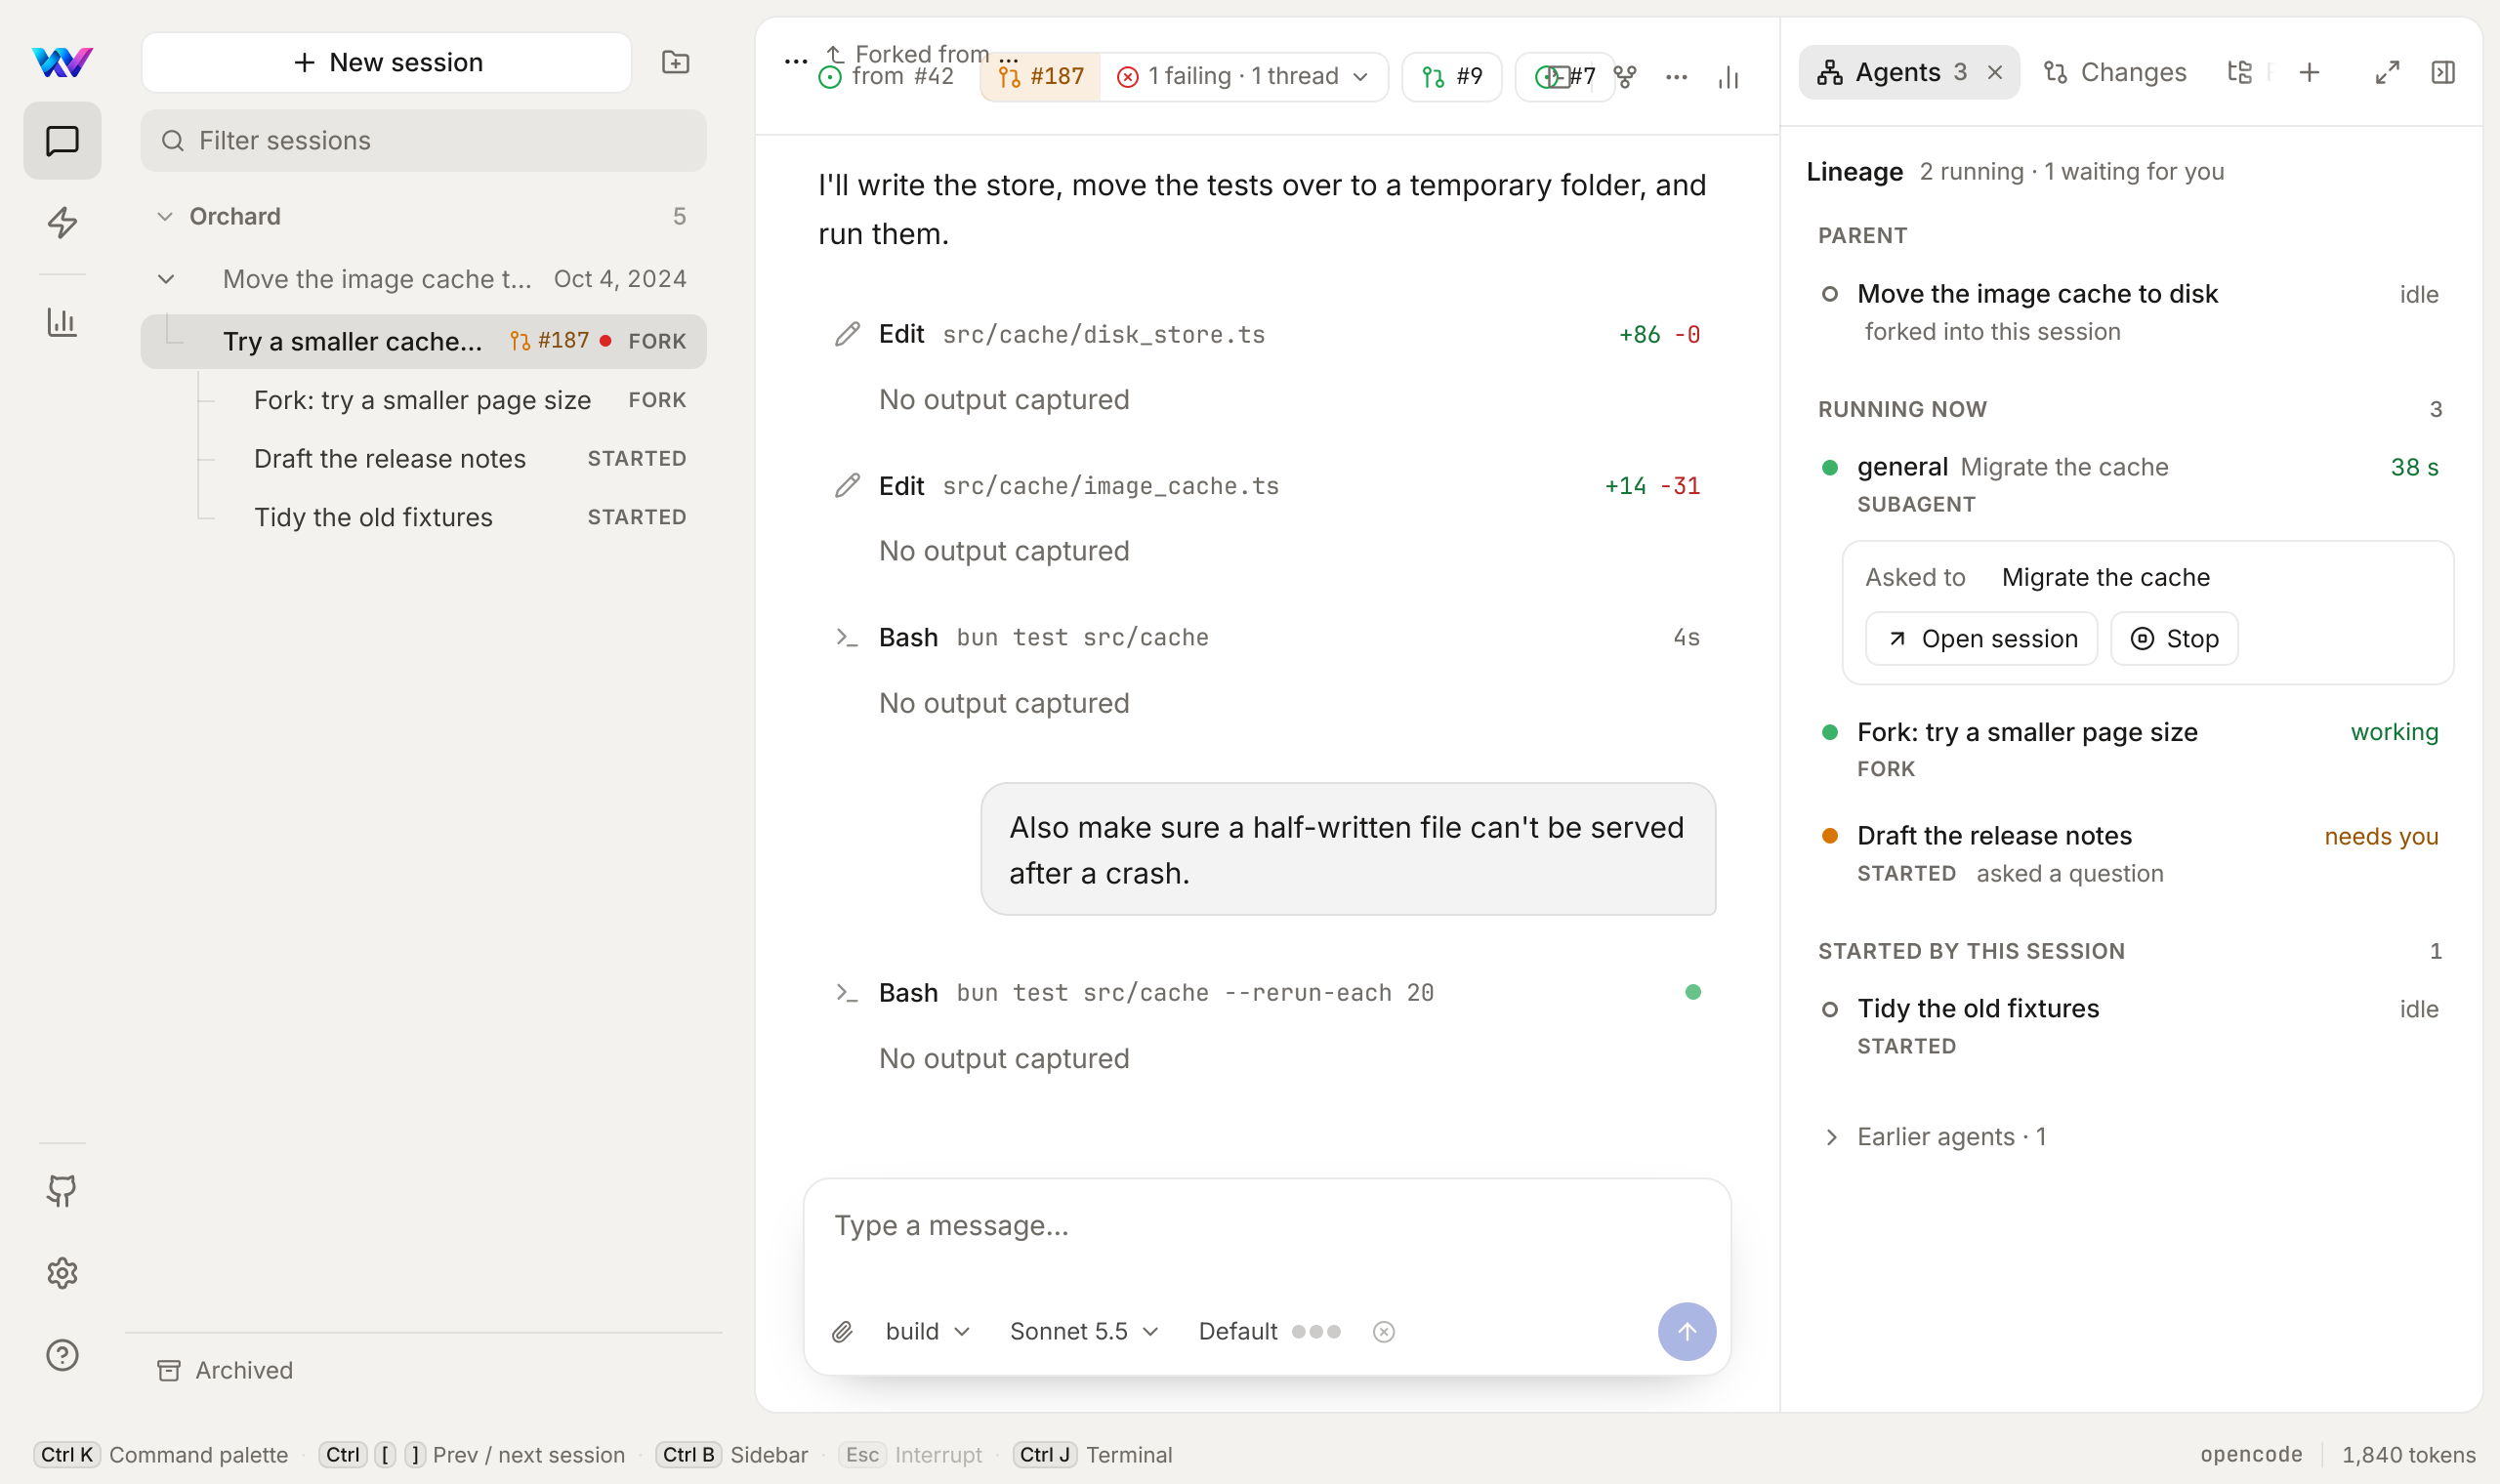 New session
Filter sessions
Orchard 5
Move the image cache t... Oct 4, 2024
Try a smaller cache... #187 FORK
Fork: try a smaller page size FORK
Draft the release notes STARTED
Tidy the old fixtures STARTED
Archived
... Forked from ...
from #42 #187 1 failing · 1 thread #9 #7
I'll write the store, move the tests over to a temporary folder, and
run them.
Edit src/cache/disk_store.ts +86 -0
No output captured
Edit src/cache/image_cache.ts +14 -31
No output captured
Bash bun test src/cache 4s
No output captured
Also make sure a half-written file can't be served
after a crash.
Bash bun test src/cache --rerun-each 20
No output captured
Type a message...
build Sonnet 5.5 Default
Agents 3 Changes
Lineage 2 running · 1 waiting for you
PARENT
Move the image cache to disk idle
forked into this session
RUNNING NOW 3
general Migrate the cache 38 s
SUBAGENT
Asked to Migrate the cache
Open session Stop
Fork: try a smaller page size working
FORK
Draft the release notes needs you
STARTED asked a question
STARTED BY THIS SESSION 1
Tidy the old fixtures idle
STARTED
Earlier agents · 1
Ctrl K Command palette · Ctrl [ ] Prev / next session · Ctrl B Sidebar · Esc Interrupt · Ctrl J Terminal
opencode 1,840 tokens